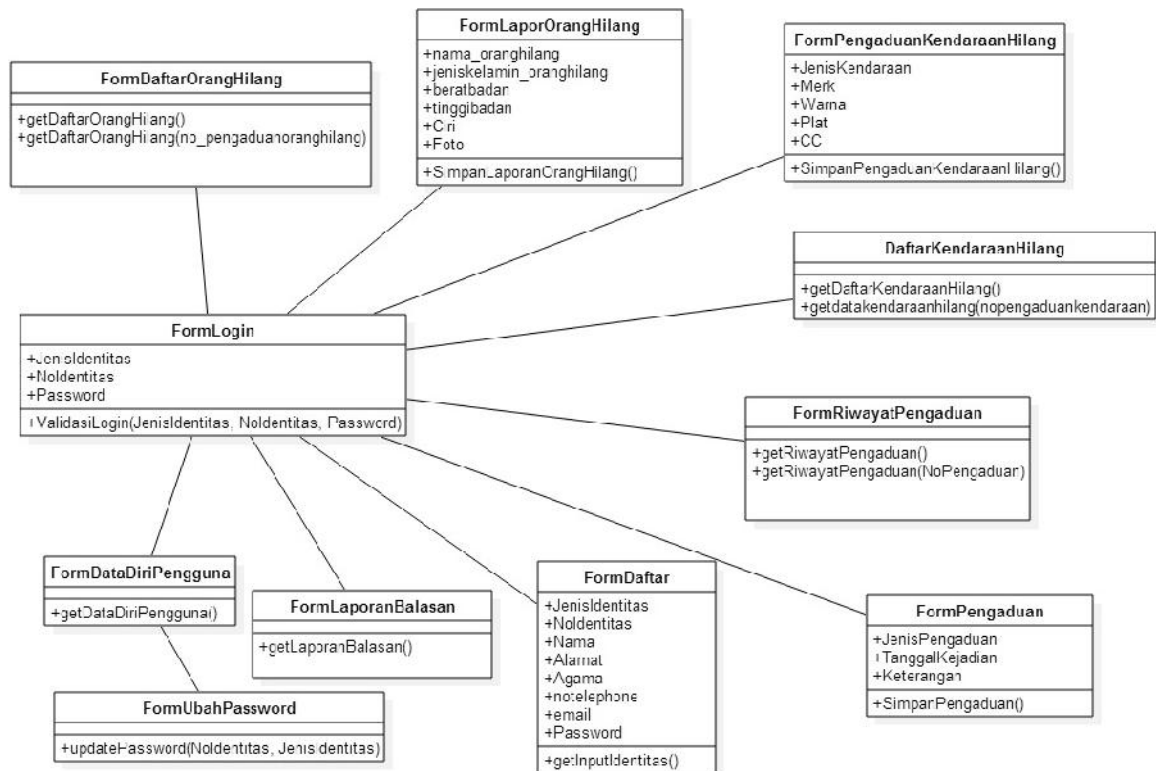 FormDaftarOrangHilang
+getDaftarOrangHilang()
+getDaftarOrangHilang(no_pengaduanoranghilang)
FormLaporOrangHilang
+nama_oranghilang
+jeniskelamin_oranghilang
+beratbadan
+tinggibadan
+Ciri
+Foto
+SimpanLaporanOrangHilang()
FormPengaduanKendaraanHilang
+JenisKendaraan
+Merk
+Warna
+Plat
+CC
+SimpanPengaduanKendaraanHilang()
DaftarKendaraanHilang
+getDaftarKendaraanHilang()
+getdatakendaraanhilang(nopengaduankendaraan)
FormLogin
+JenisIdentitas
+NoIdentitas
+Password
+ValidasiLogin(JenisIdentitas, NoIdentitas, Password)
FormRiwayatPengaduan
+getRiwayatPengaduan()
+getRiwayatPengaduan(NoPengaduan)
FormDataDiriPengguna
+getDataDiriPengguna()
FormLaporanBalasan
+getLaporanBalasan()
FormDaftar
+JenisIdentitas
+NoIdentitas
+Nama
+Alamat
+Agama
+notelephone
+email
+Password
+getInputIdentitas()
FormPengaduan
+JenisPengaduan
+TanggalKejadian
+Keterangan
+SimpanPengaduan()
FormUbahPassword
+updatePassword(NoIdentitas, JenisIdentitas)